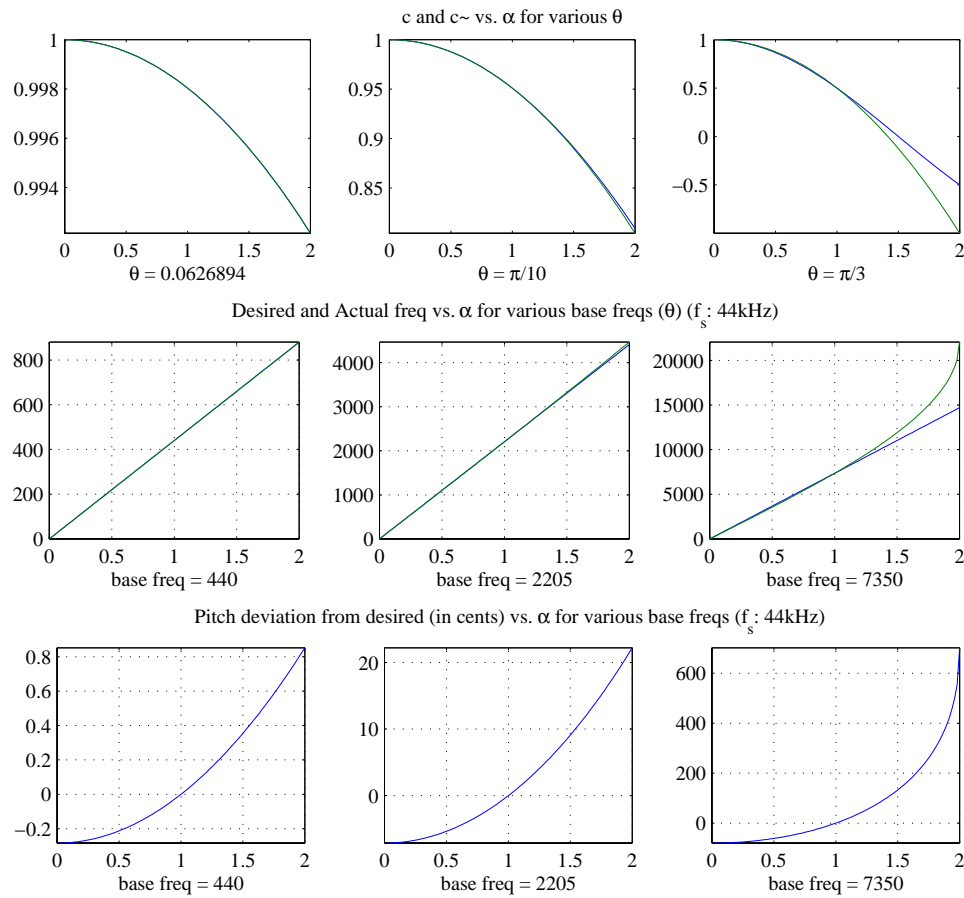 c and c~ vs. α for various θ
1
0.998
0.996
0.994
0 0.5 1 1.5 2
θ = 0.0626894
1
0.95
0.9
0.85
0 0.5 1 1.5 2
θ = π/10
1
0.5
0
−0.5
0 0.5 1 1.5 2
θ = π/3
Desired and Actual freq vs. α for various base freqs (θ) (f_s: 44kHz)
800
600
400
200
0
0 0.5 1 1.5 2
base freq = 440
4000
3000
2000
1000
0
0 0.5 1 1.5 2
base freq = 2205
20000
15000
10000
5000
0
0 0.5 1 1.5 2
base freq = 7350
Pitch deviation from desired (in cents) vs. α for various base freqs (f_s: 44kHz)
0.8
0.6
0.4
0.2
0
−0.2
0 0.5 1 1.5 2
base freq = 440
20
10
0
0 0.5 1 1.5 2
base freq = 2205
600
400
200
0
0 0.5 1 1.5 2
base freq = 7350